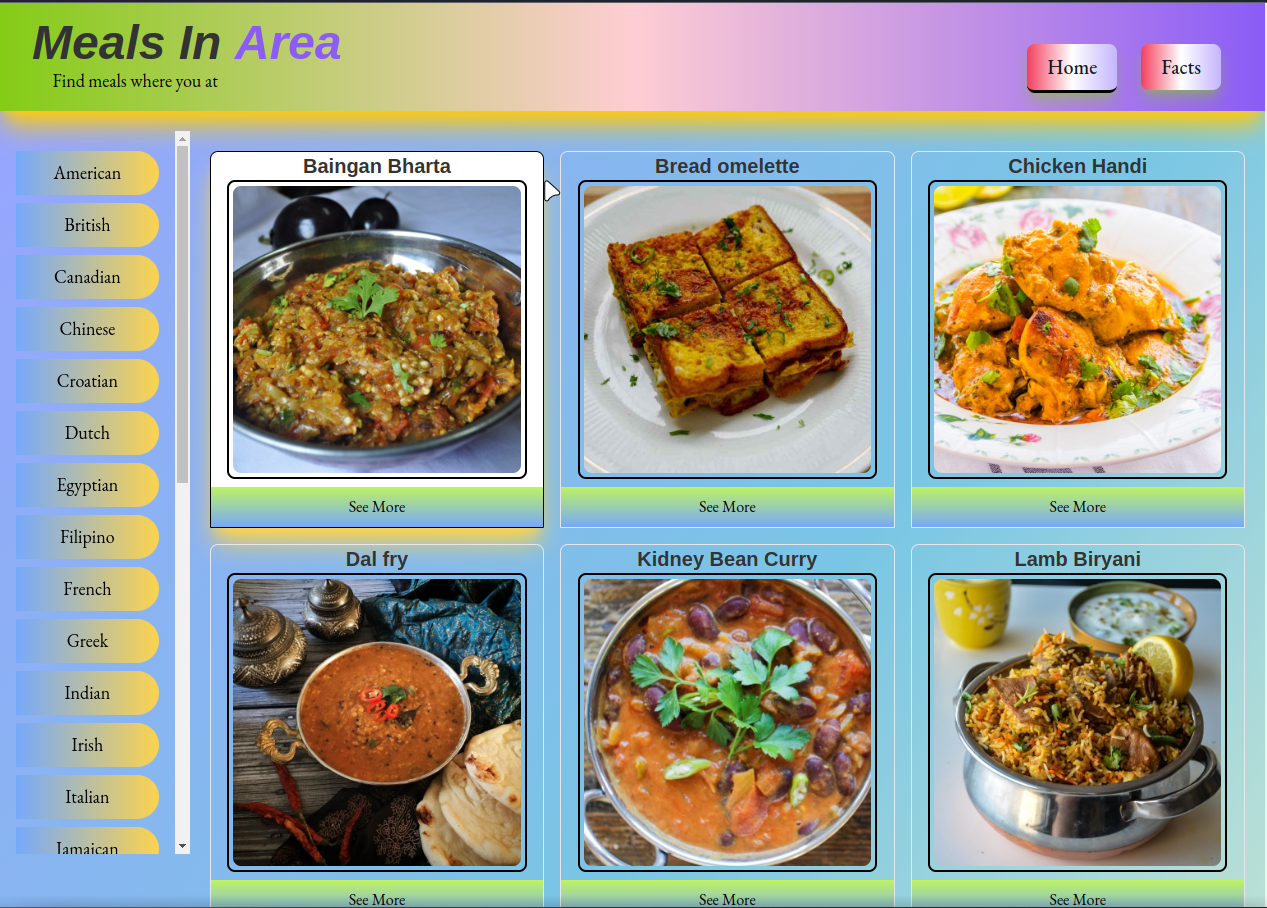 Meals In Area
Find meals where you at
Home
Facts
American
British
Canadian
Chinese
Croatian
Dutch
Egyptian
Filipino
French
Greek
Indian
Irish
Italian
Jamaican
Baingan Bharta
Bread omelette
Chicken Handi
See More
See More
See More
Dal fry
Kidney Bean Curry
Lamb Biryani
See More
See More
See More